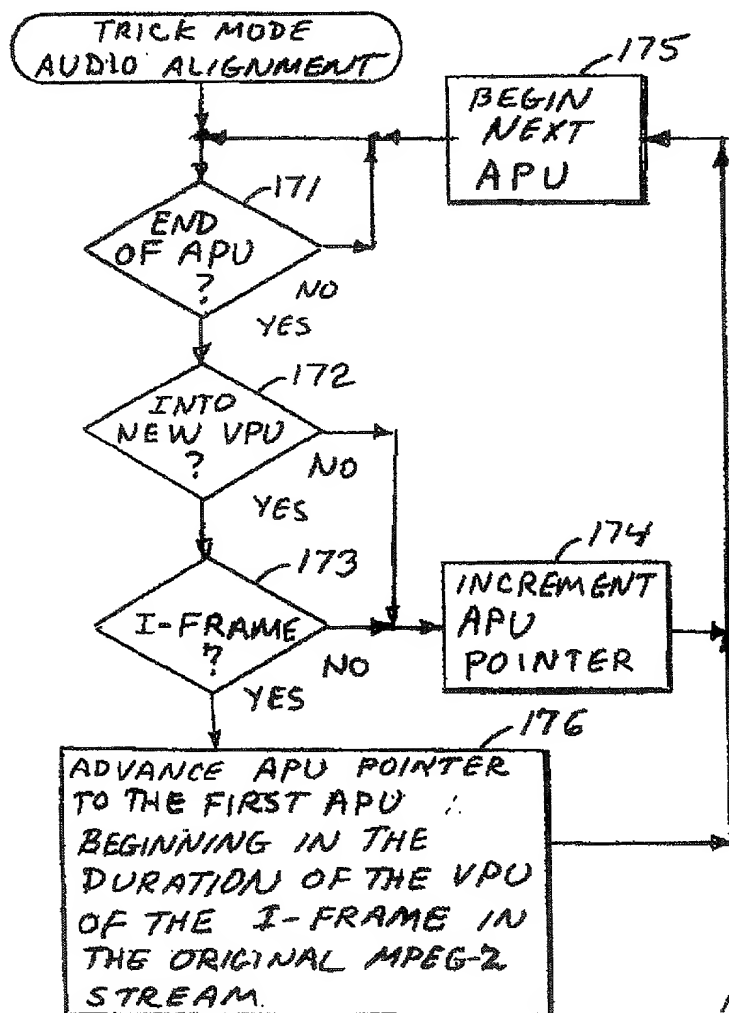 TRICK MODE
AUDIO ALIGNMENT
175
BEGIN
NEXT
APU
171
END
OF APU
?
NO
YES
172
INTO
NEW VPU
?
NO
YES
173
I-FRAME
?
NO
YES
174
INCREMENT
APU
POINTER
176
ADVANCE APU POINTER
TO THE FIRST APU
BEGINNING IN THE
DURATION OF THE VPU
OF THE I-FRAME IN
THE ORIGINAL MPEG-2
STREAM.